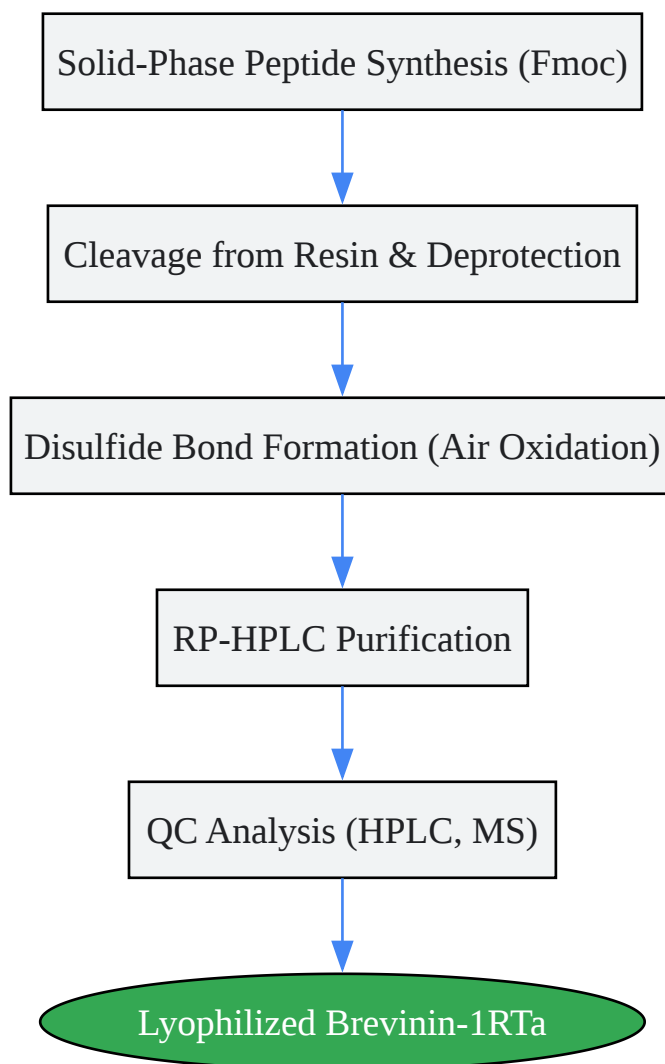 Solid-Phase Peptide Synthesis (Fmoc)
Cleavage from Resin & Deprotection
Disulfide Bond Formation (Air Oxidation)
RP-HPLC Purification
QC Analysis (HPLC, MS)
Lyophilized Brevinin-1RTa